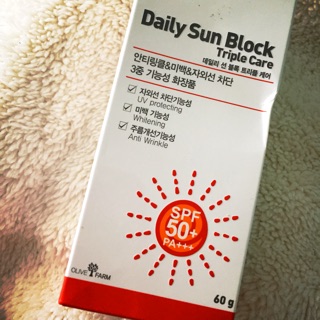 Daily Sun Block
Triple Care
데일리 선 블록 트리플 케어
안티링클&미백&자외선 차단
3중 기능성 화장품
자외선 차단기능성
UV protecting
미백 기능성
Whitening
주름개선기능성
Anti Wrinkle
SPF
50+
PA+++
OLIVE FARM
60 g